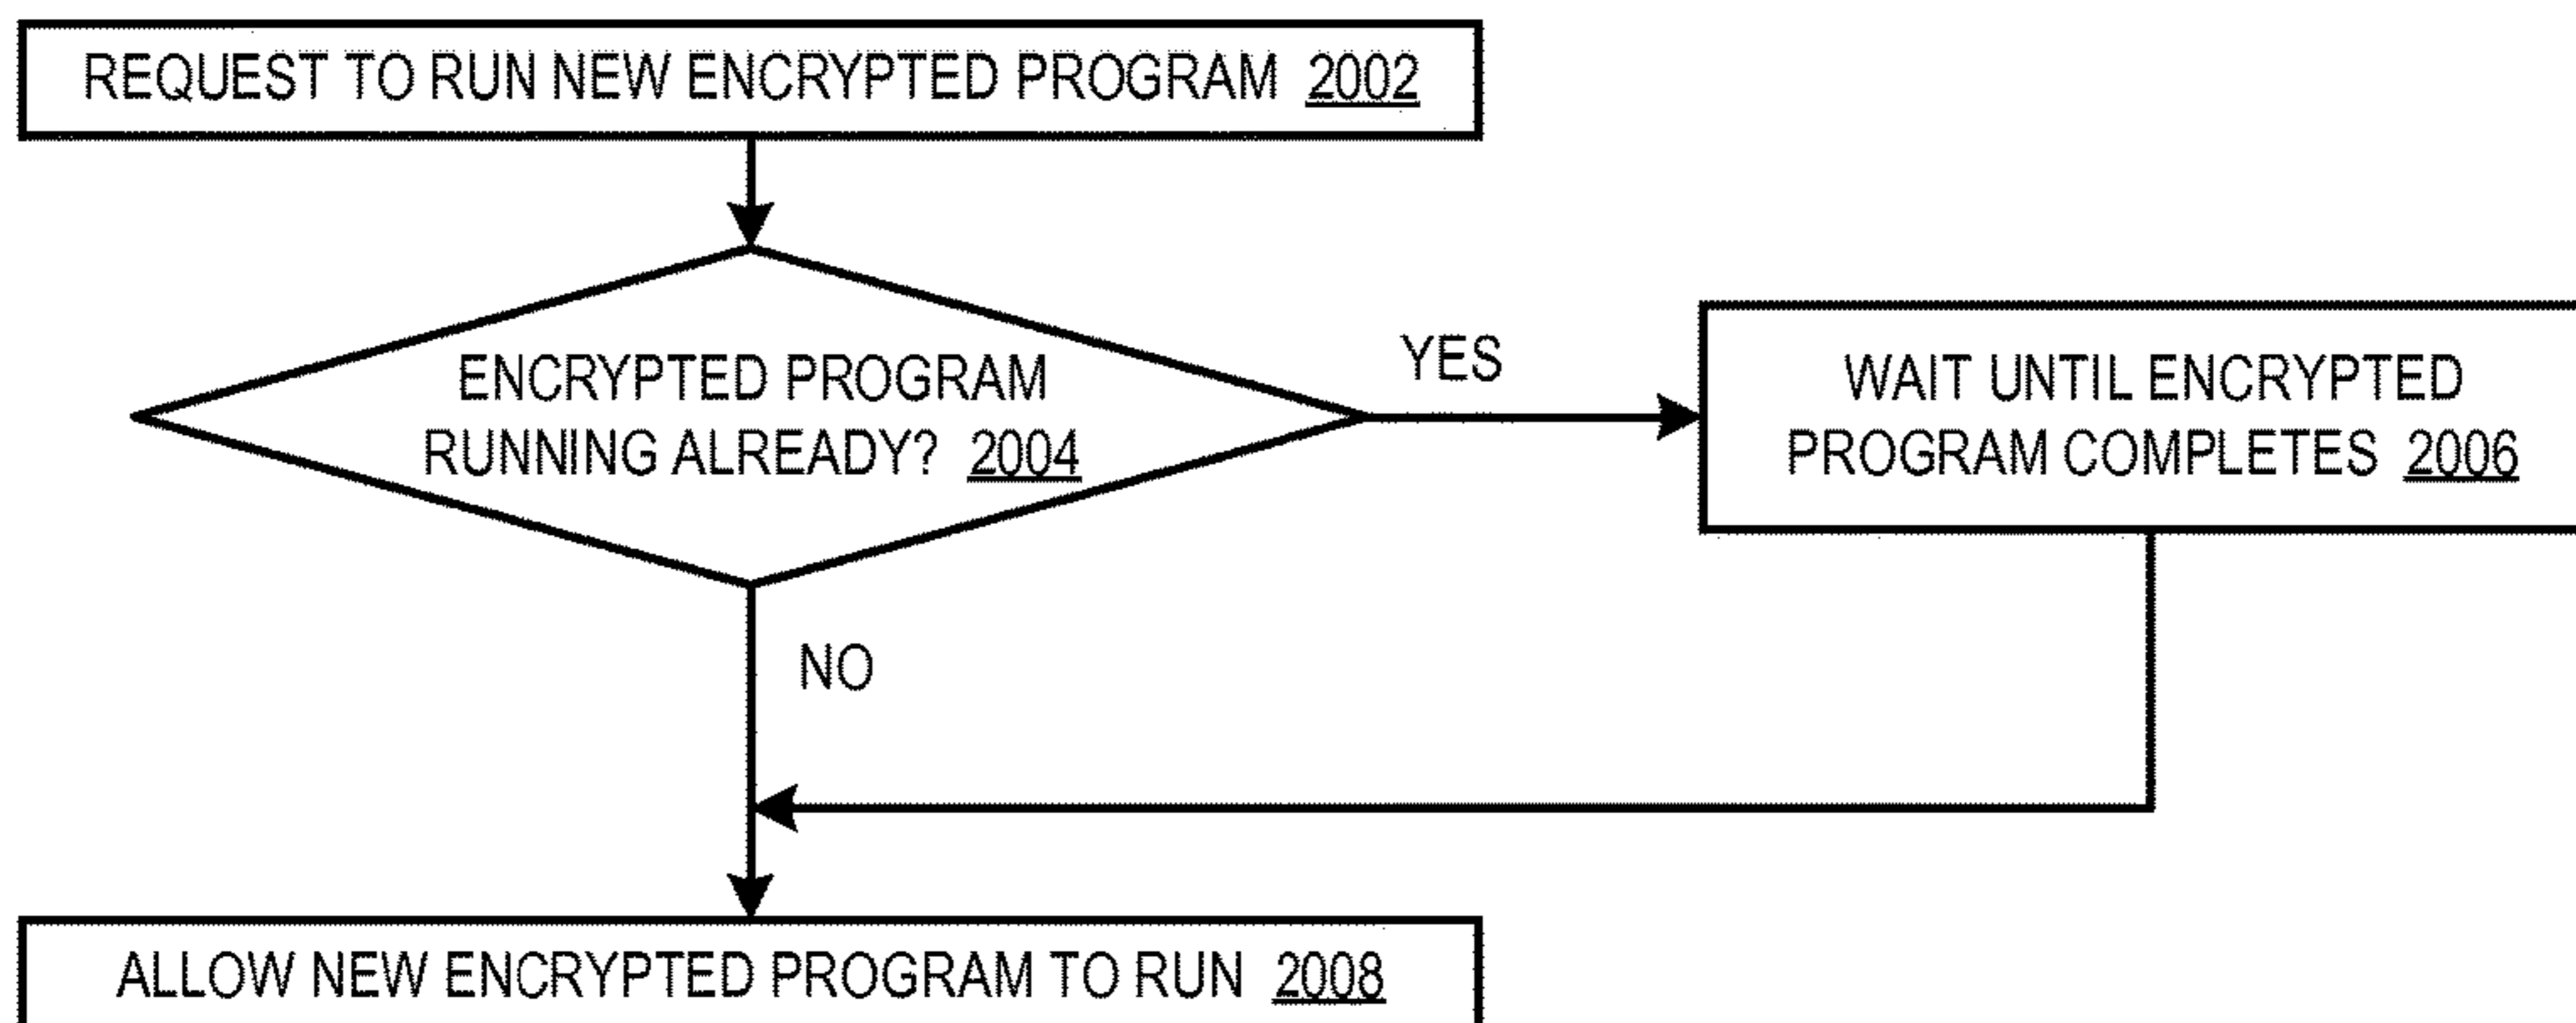 REQUEST TO RUN NEW ENCRYPTED PROGRAM 2002
ENCRYPTED PROGRAM
RUNNING ALREADY? 2004
YES
WAIT UNTIL ENCRYPTED
PROGRAM COMPLETES 2006
NO
ALLOW NEW ENCRYPTED PROGRAM TO RUN 2008